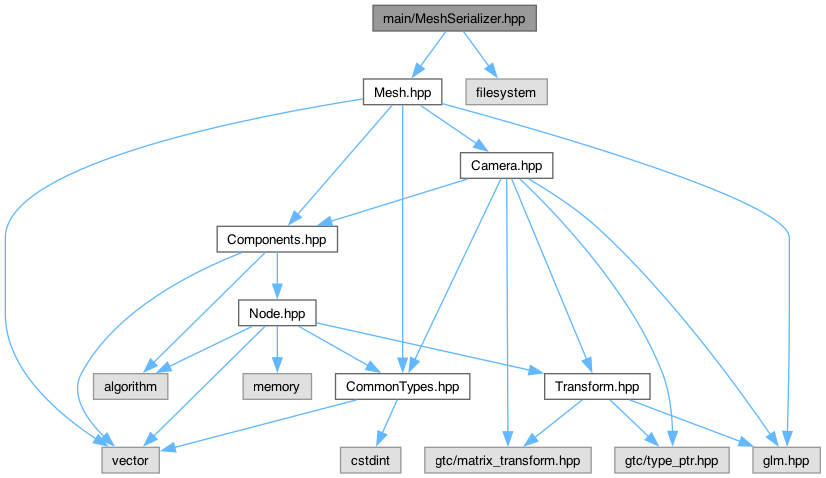 main/MeshSerializer.hpp
Mesh.hpp
filesystem
Camera.hpp
Components.hpp
Node.hpp
algorithm
memory
CommonTypes.hpp
Transform.hpp
vector
cstdint
gtc/matrix_transform.hpp
gtc/type_ptr.hpp
glm.hpp